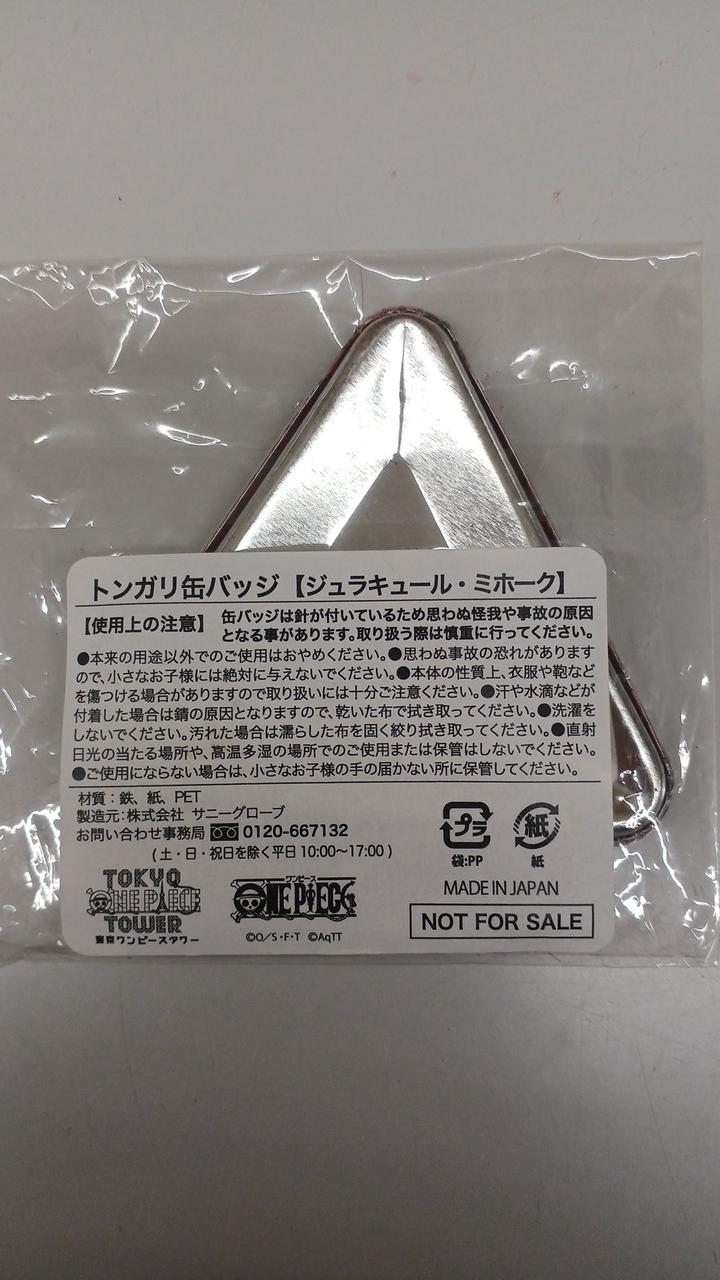 トンガリ缶バッジ【ジュラキュール・ミホーク】
【使用上の注意】 缶バッジは針が付いているため思わぬ怪我や事故の原因
となる事があります。取り扱う際は慎重に行ってください。
●本来の用途以外でのご使用はおやめください。●思わぬ事故の恐れがあります
ので、小さなお子様には絶対に与えないでください。●本体の性質上、衣服や鞄など
を傷つける場合がありますので取り扱いには十分ご注意ください。●汗や水滴などが
付着した場合は錆の原因となりますので、乾いた布で拭き取ってください。●洗濯を
しないでください。汚れた場合は濡らした布を固く絞り拭き取ってください。●直射
日光の当たる場所や、高温多湿の場所でのご使用または保管はしないでください。
●ご使用にならない場合は、小さなお子様の手の届かない所に保管してください。
材質：鉄、紙、PET
製造元：株式会社 サニーグローブ
お問い合わせ事務局 0120-667132
(土・日・祝日を除く平日 10:00～17:00)
プラ
袋:PP
紙
紙
TOKYO
ONE PIECE
TOWER
東京ワンピースタワー
ワンピース
ONE PIECE
©O/S・F・T ©AqTT
MADE IN JAPAN
NOT FOR SALE